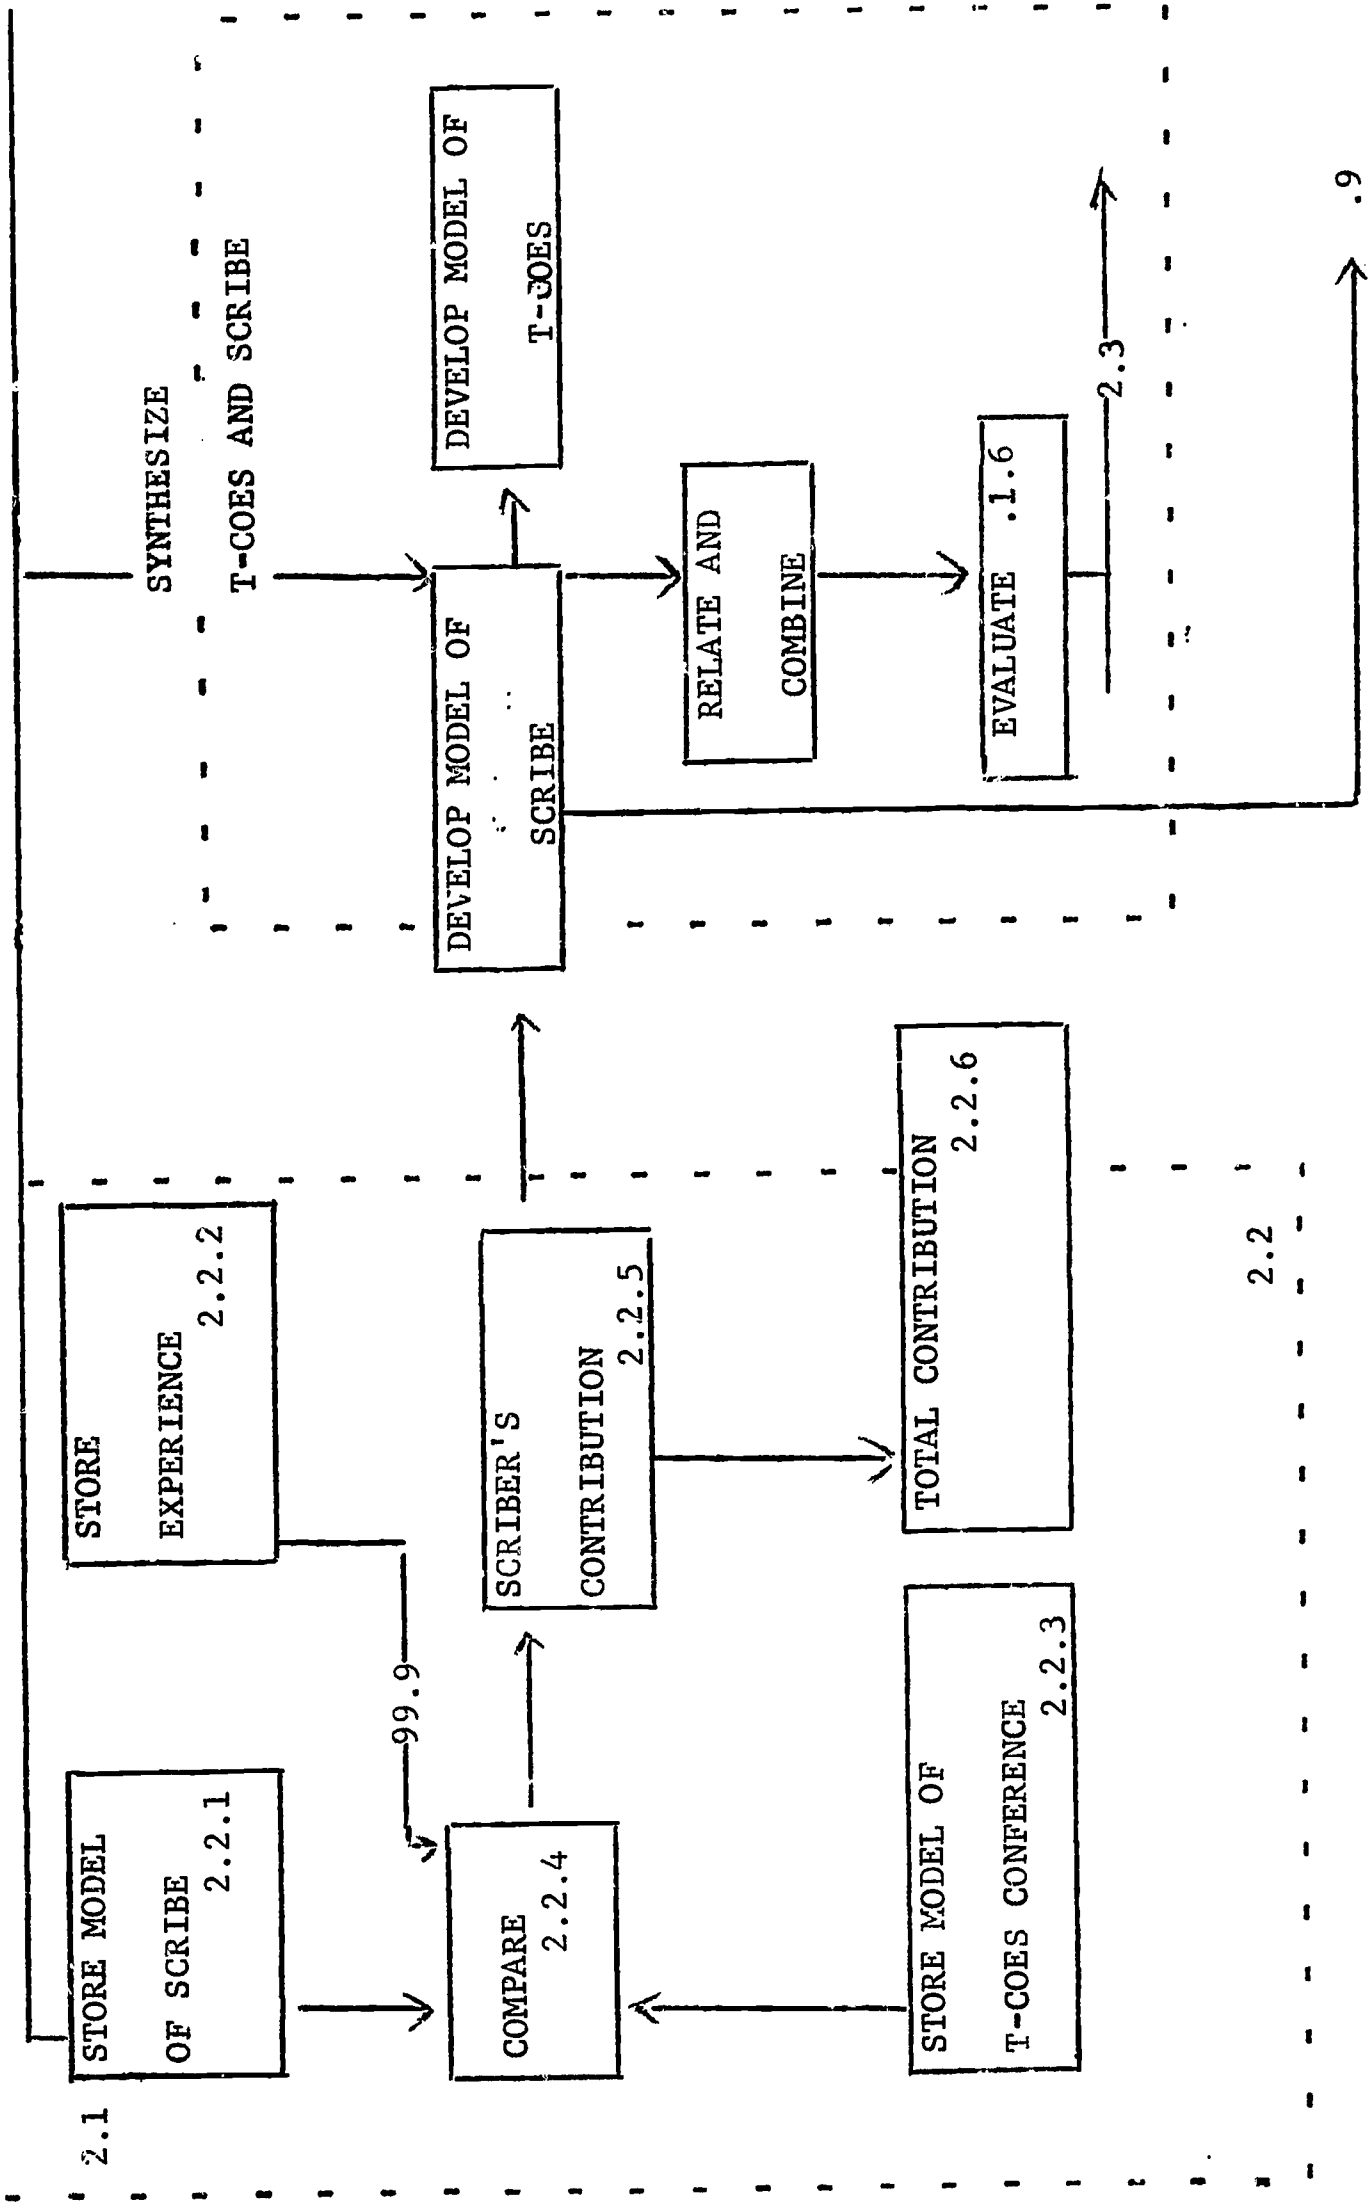 2.1
STORE MODEL
OF SCRIBE
2.2.1
STORE
EXPERIENCE
2.2.2
99.9
COMPARE
2.2.4
SCRIBER'S
CONTRIBUTION
2.2.5
STORE MODEL OF
T-COES CONFERENCE
2.2.3
TOTAL CONTRIBUTION
2.2.6
2.2
SYNTHESIZE
T-COES AND SCRIBE
DEVELOP MODEL OF
SCRIBE
DEVELOP MODEL OF
T-COES
RELATE AND
COMBINE
EVALUATE .1.6
2.3
.9